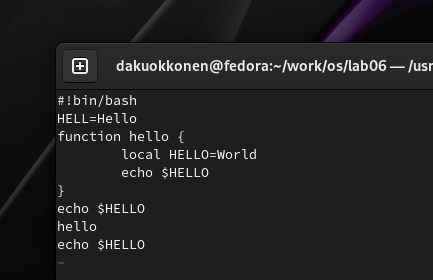 dakuokkonen@fedora:~/work/os/lab06 — /usr
#!bin/bash
HELL=Hello
function hello {
        local HELLO=World
        echo $HELLO
}
echo $HELLO
hello
echo $HELLO
~